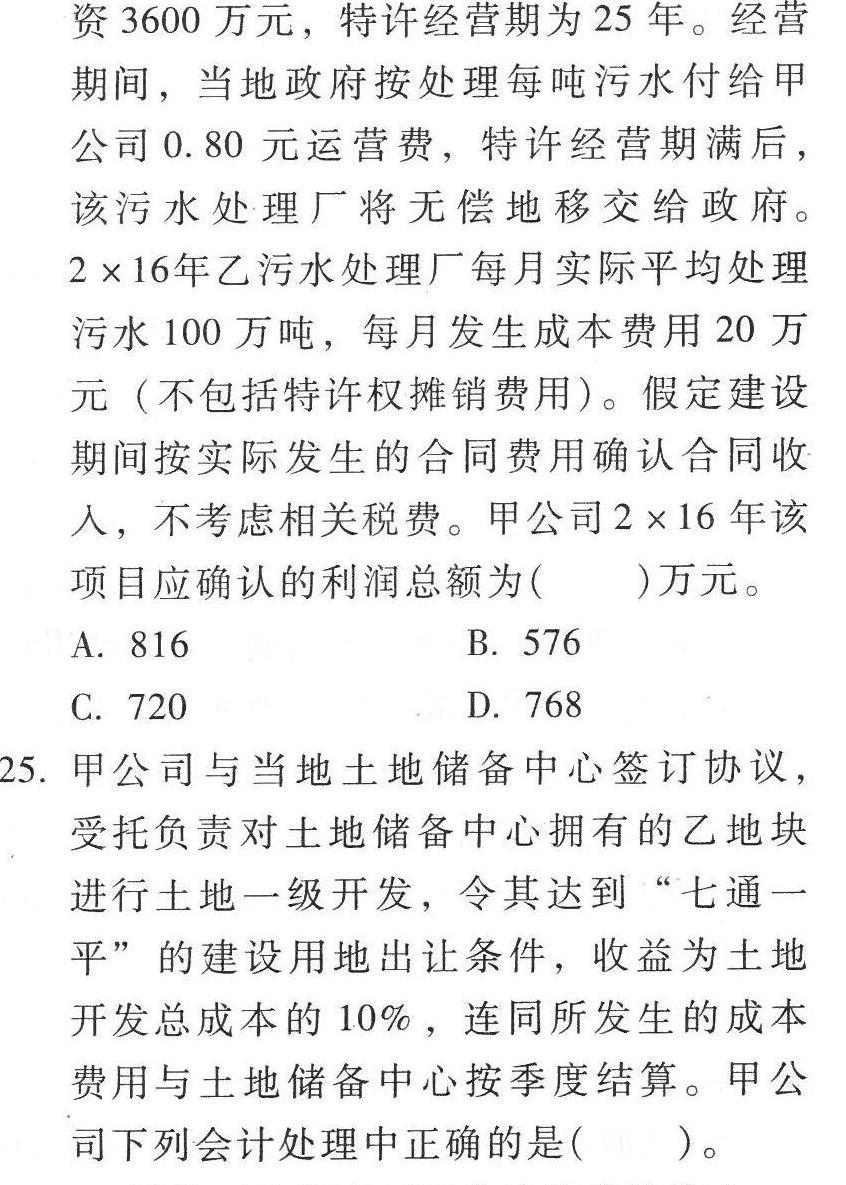 资 3600 万元，特许经营期为 25 年。经营
期间，当地政府按处理每吨污水付给甲
公司 0.80 元运营费，特许经营期满后，
该污水处理厂将无偿地移交给政府。
2×16年乙污水处理厂每月实际平均处理
污水 100 万吨，每月发生成本费用 20 万
元（不包括特许权摊销费用）。假定建设
期间按实际发生的合同费用确认合同收
入，不考虑相关税费。甲公司 2×16 年该
项目应确认的利润总额为(　　)万元。
A. 816　　B. 576
C. 720　　D. 768
25. 甲公司与当地土地储备中心签订协议，
受托负责对土地储备中心拥有的乙地块
进行土地一级开发，令其达到“七通一
平”的建设用地出让条件，收益为土地
开发总成本的 10%，连同所发生的成本
费用与土地储备中心按季度结算。甲公
司下列会计处理中正确的是(　　)。